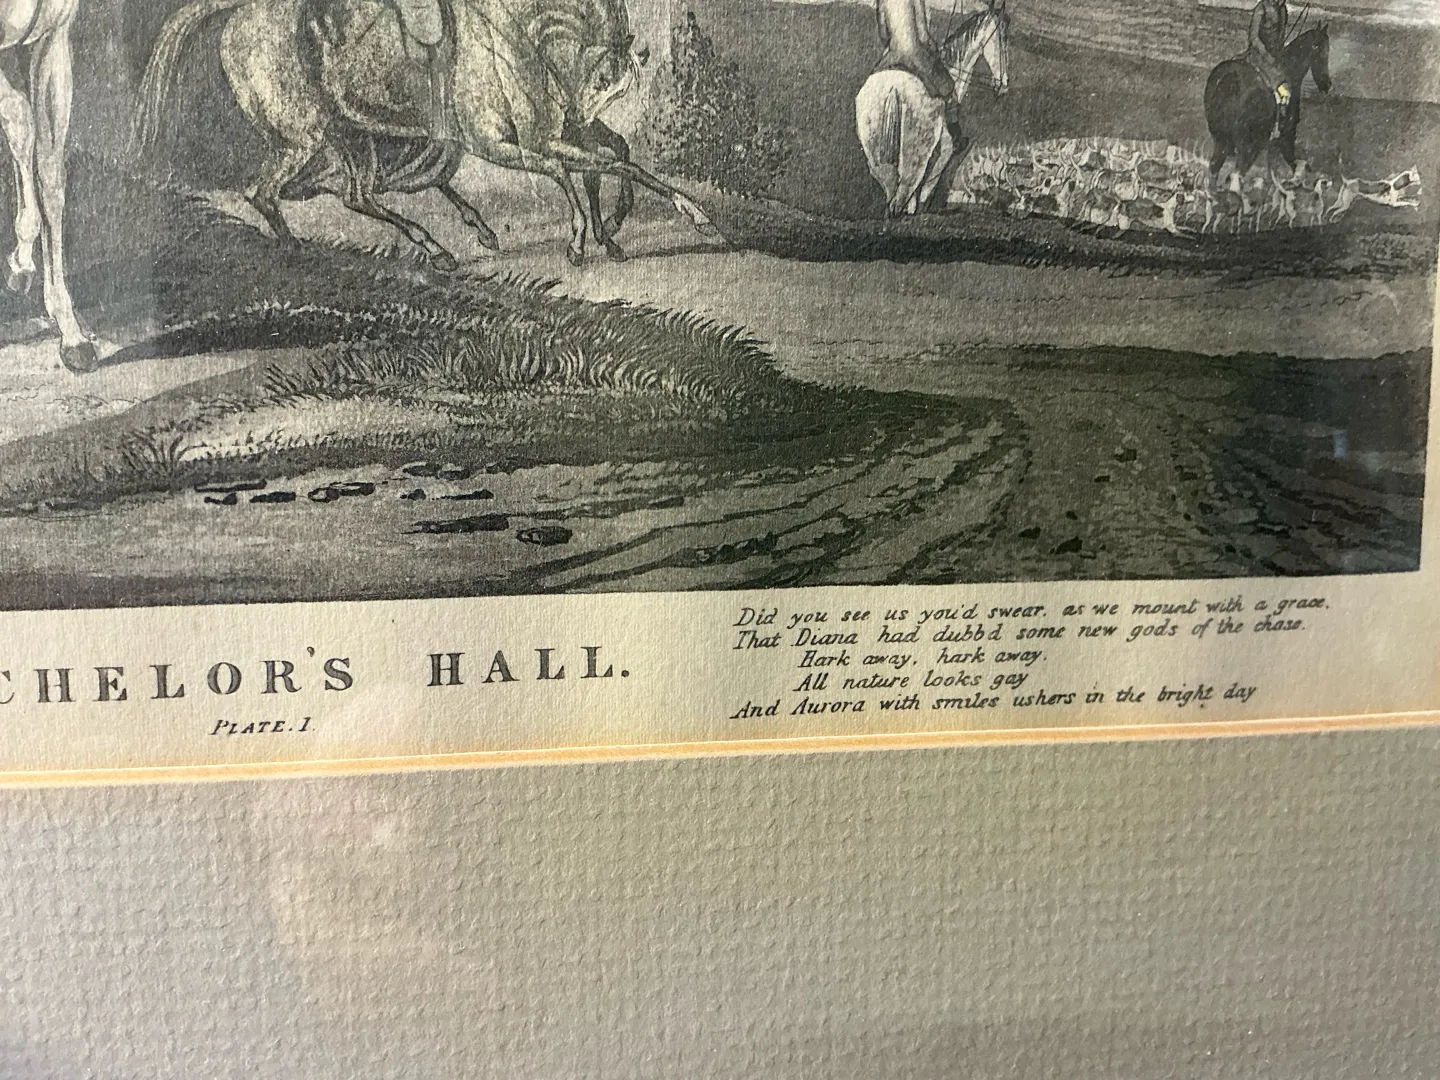 CHELOR'S HALL.
PLATE.1.
Did you see us you'd swear. as we mount with a grace.
That Diana had dubb'd some new gods of the chase.
Hark away, hark away.
All nature looks gay
And Aurora with smiles ushers in the bright day